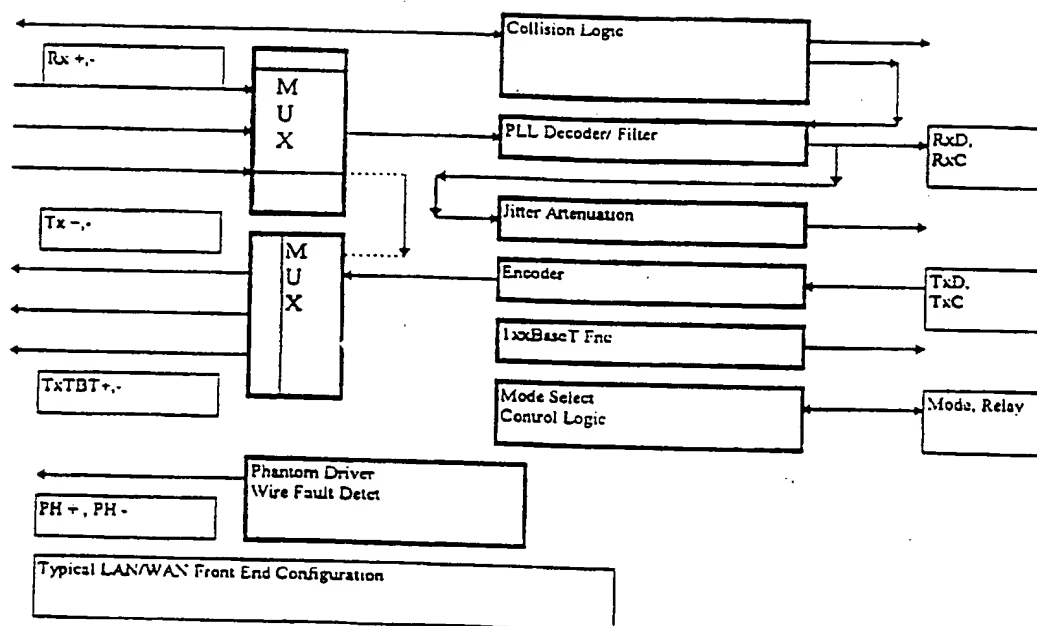 Collision Logic
Rx +,-
M
U
X
PLL Decoder/ Filter
RxD,
RxC
Jitter Attenuation
Tx -,-
M
U
X
Encoder
TxD,
TxC
1xxBaseT Fnc
TxTBT+,-
Mode Select
Control Logic
Mode, Relay
Phantom Driver
Wire Fault Detct
PH + , PH -
Typical LAN/WAN Front End Configuration